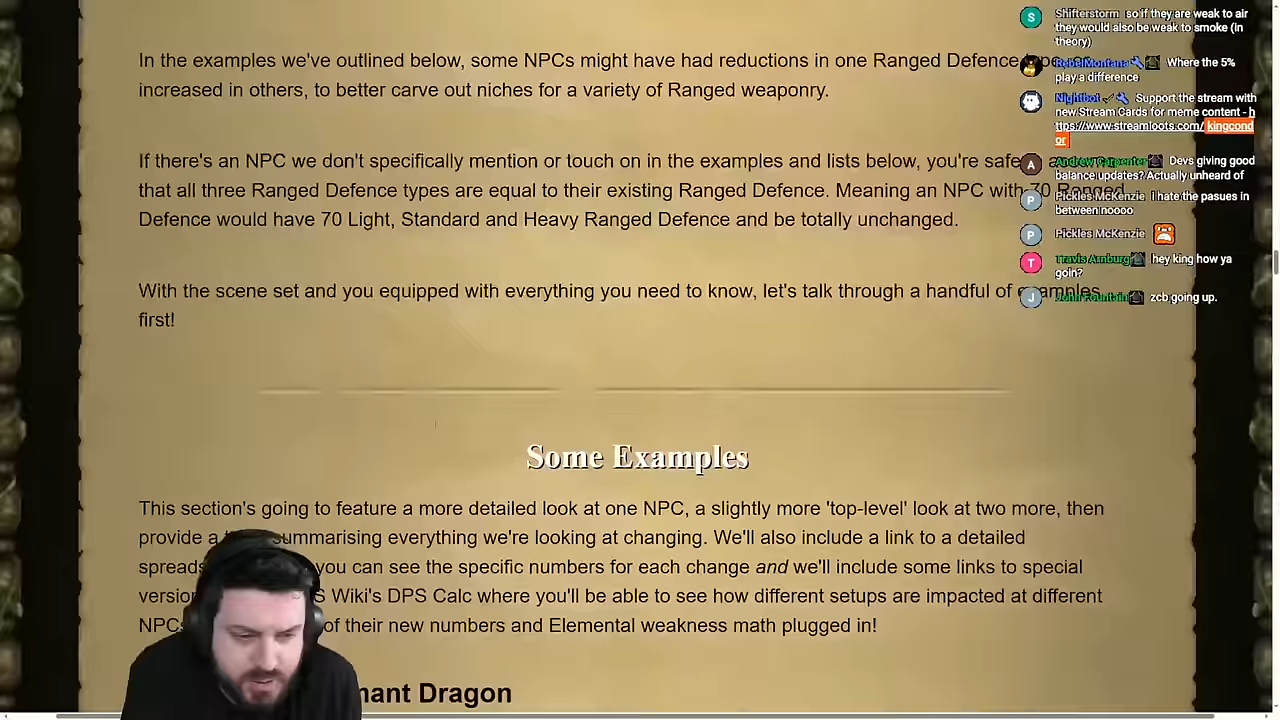 In the examples we've outlined below, some NPCs might have had reductions in one Ranged Defence
increased in others, to better carve out niches for a variety of Ranged weaponry.
If there's an NPC we don't specifically mention or touch on in the examples and lists below, you're safe
that all three Ranged Defence types are equal to their existing Ranged Defence. Meaning an NPC with 70 Ranged
Defence would have 70 Light, Standard and Heavy Ranged Defence and be totally unchanged.
With the scene set and you equipped with everything you need to know, let's talk through a handful of examples
first!
Some Examples
This section's going to feature a more detailed look at one NPC, a slightly more 'top-level' look at two more, then
provide a summarising everything we're looking at changing. We'll also include a link to a detailed
you can see the specific numbers for each change and we'll include some links to special
Wiki's DPS Calc where you'll be able to see how different setups are impacted at different
of their new numbers and Elemental weakness math plugged in!
Dragon
S Shifterstorm so if they are weak to air
they would also be weak to smoke (in
theory)
RebelMontana Where the 5%
play a difference
Nightbot Support the stream with
new Stream Cards for meme content - h
ttps://www.streamloots.com/kingcond
or
A Andrew Carpenter Devs giving good
balance updates? Actually unheard of
P Pickles McKenzie I hate the pasues in
between noooo
P Pickles McKenzie
T Travis Amburg hey king how ya
goin?
J John Fountain zcb going up.